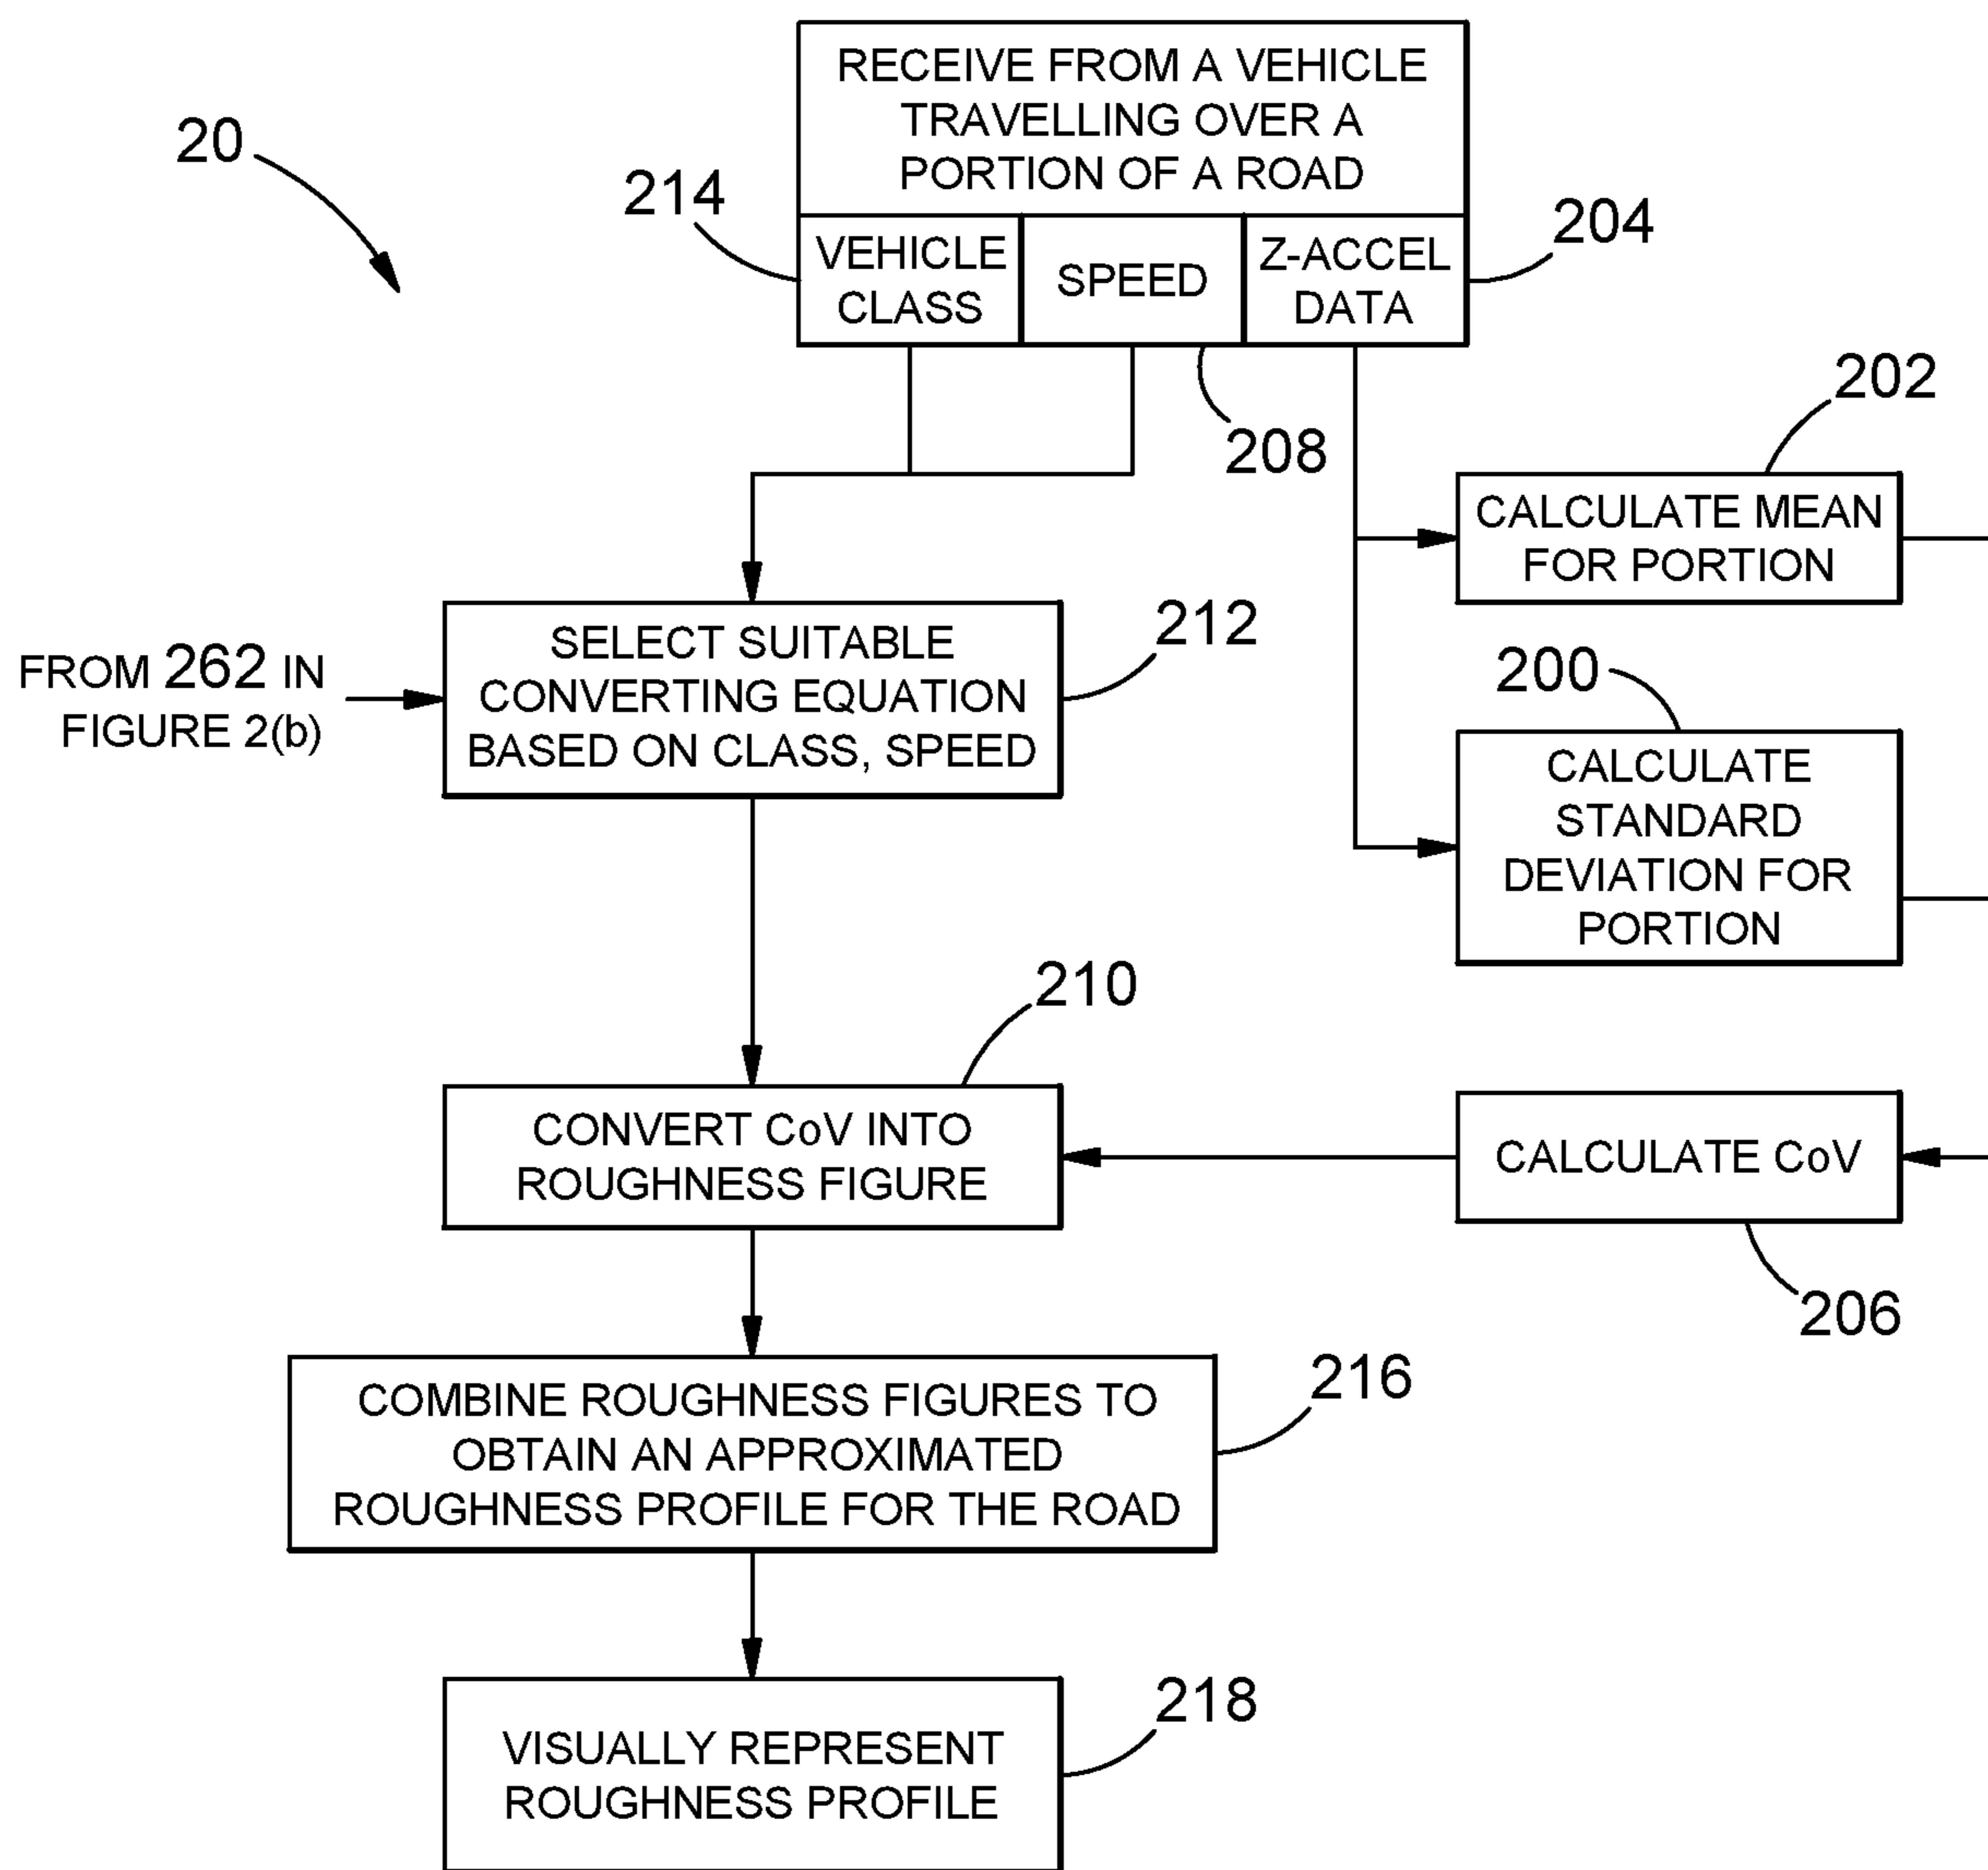 RECEIVE FROM A VEHICLE
TRAVELLING OVER A
PORTION OF A ROAD
20
214
VEHICLE
CLASS
SPEED
Z-ACCEL
DATA
204
208
202
CALCULATE MEAN
FOR PORTION
FROM 262 IN
FIGURE 2(b)
SELECT SUITABLE
CONVERTING EQUATION
BASED ON CLASS, SPEED
212
200
CALCULATE
STANDARD
DEVIATION FOR
PORTION
210
CONVERT CoV INTO
ROUGHNESS FIGURE
CALCULATE CoV
206
COMBINE ROUGHNESS FIGURES TO
OBTAIN AN APPROXIMATED
ROUGHNESS PROFILE FOR THE ROAD
216
VISUALLY REPRESENT
ROUGHNESS PROFILE
218